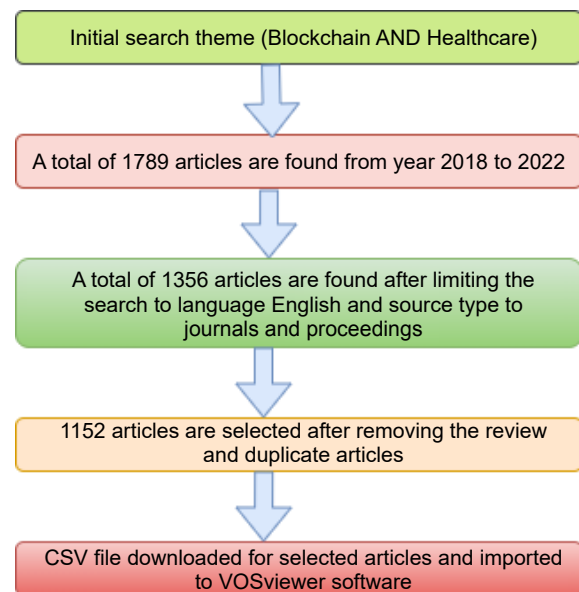 Initial search theme (Blockchain AND Healthcare)
A total of 1789 articles are found from year 2018 to 2022
A total of 1356 articles are found after limiting the
search to language English and source type to
journals and proceedings
1152 articles are selected after removing the review
and duplicate articles
CSV file downloaded for selected articles and imported
to VOSviewer software